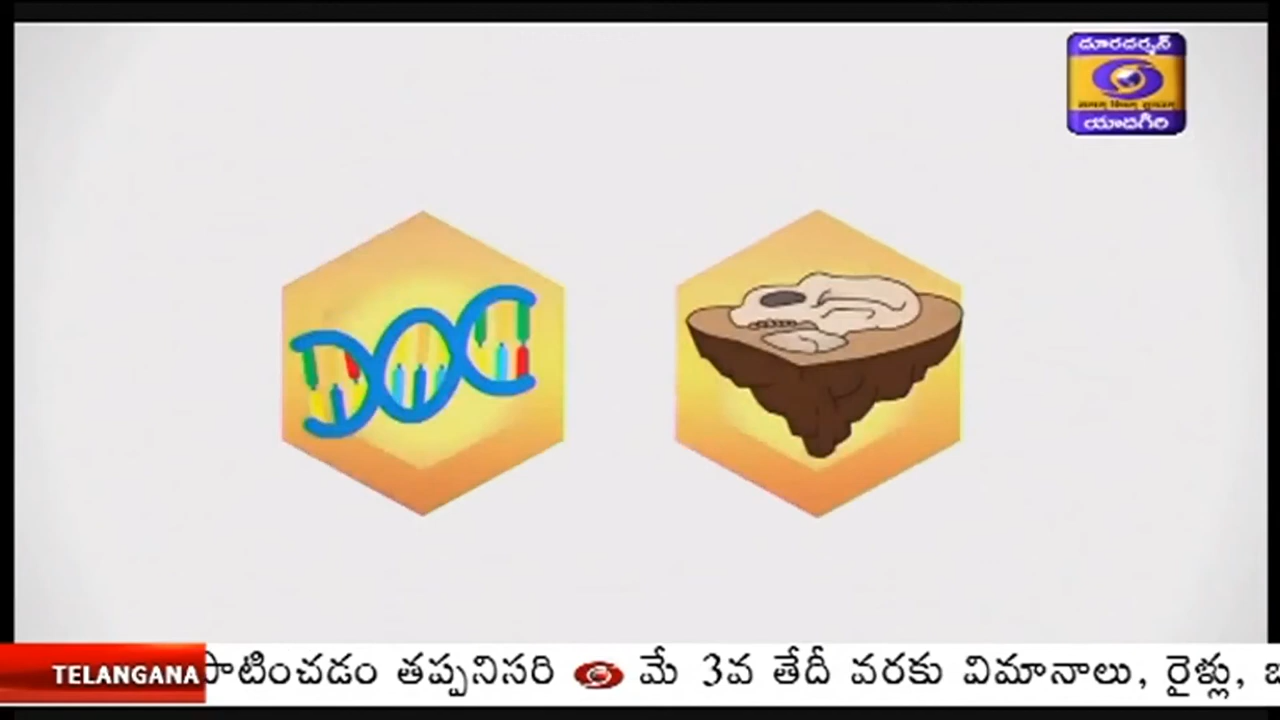 దూరదర్శన్
యాదగిరి
TELANGANA
పాటించడం తప్పనిసరి మే 3వ తేదీ వరకు విమానాలు, రైళ్లు,